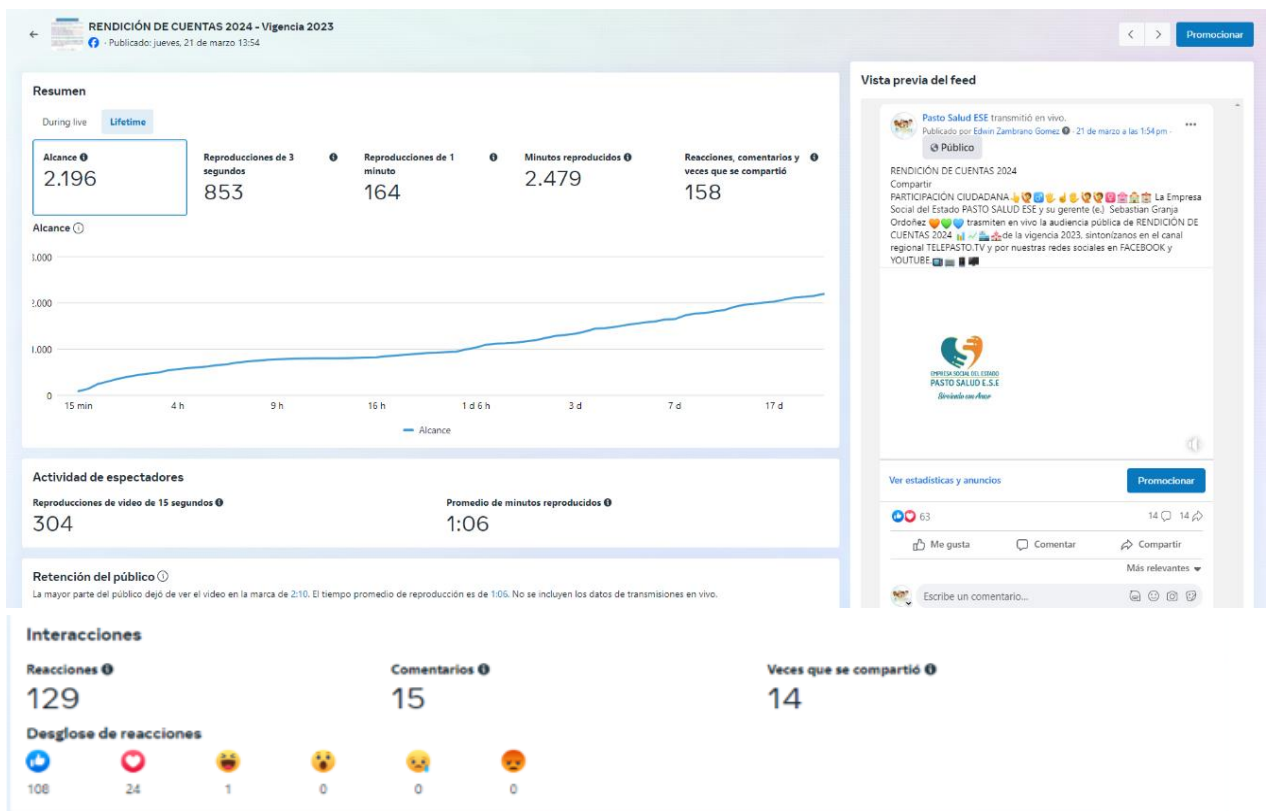 RENDICIÓN DE CUENTAS 2024 - Vigencia 2023
· Publicado: jueves, 21 de marzo 13:54
Promocionar
Resumen
During live Lifetime
Alcance
2.196
Reproducciones de 3 segundos
853
Reproducciones de 1 minuto
164
Minutos reproducidos
2.479
Reacciones, comentarios y veces que se compartió
158
Alcance
.000
2.000
1.000
0
15 min 4 h 9 h 16 h 1 d 6 h 3 d 7 d 17 d
Alcance
Actividad de espectadores
Reproducciones de video de 15 segundos
304
Promedio de minutos reproducidos
1:06
Retención del público
La mayor parte del público dejó de ver el video en la marca de 2:10. El tiempo promedio de reproducción es de 1:06. No se incluyen los datos de transmisiones en vivo.
Vista previa del feed
Pasto Salud ESE transmitió en vivo.
Publicado por Edwin Zambrano Gomez · 21 de marzo a las 1:54 pm ·
Público
RENDICIÓN DE CUENTAS 2024
Compartir
PARTICIPACIÓN CIUDADANA La Empresa
Social del Estado PASTO SALUD ESE y su gerente (e.) Sebastian Granja
Ordoñez trasmiten en vivo la audiencia pública de RENDICIÓN DE
CUENTAS 2024 de la vigencia 2023, sintonízanos en el canal
regional TELEPASTO.TV y por nuestras redes sociales en FACEBOOK y
YOUTUBE.
EMPRESA SOCIAL DEL ESTADO
PASTO SALUD E.S.E
Sirviendo con Amor
Ver estadísticas y anuncios
Promocionar
63 14 14
Me gusta Comentar Compartir
Más relevantes
Escribe un comentario...
Interacciones
Reacciones
129
Comentarios
15
Veces que se compartió
14
Desglose de reacciones
108 24 1 0 0 0